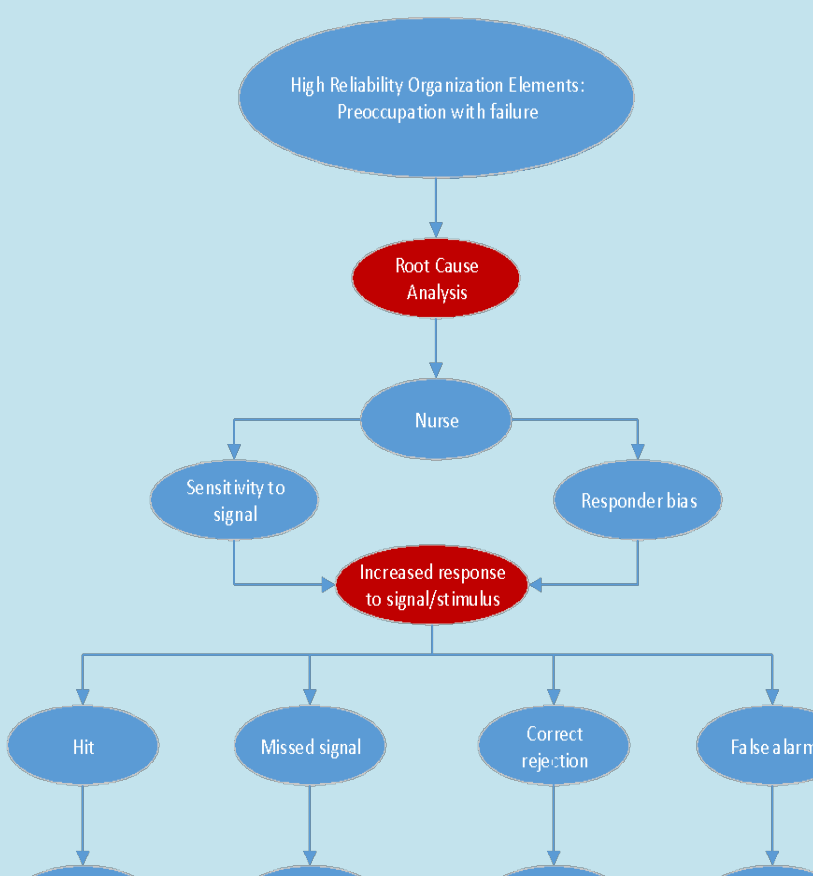 High Reliability Organization Elements:
Preoccupation with failure
Root Cause
Analysis
Nurse
Sensitivity to
signal
Responder bias
Increased response
to signal/stimulus
Hit
Missed signal
Correct
rejection
False alarm